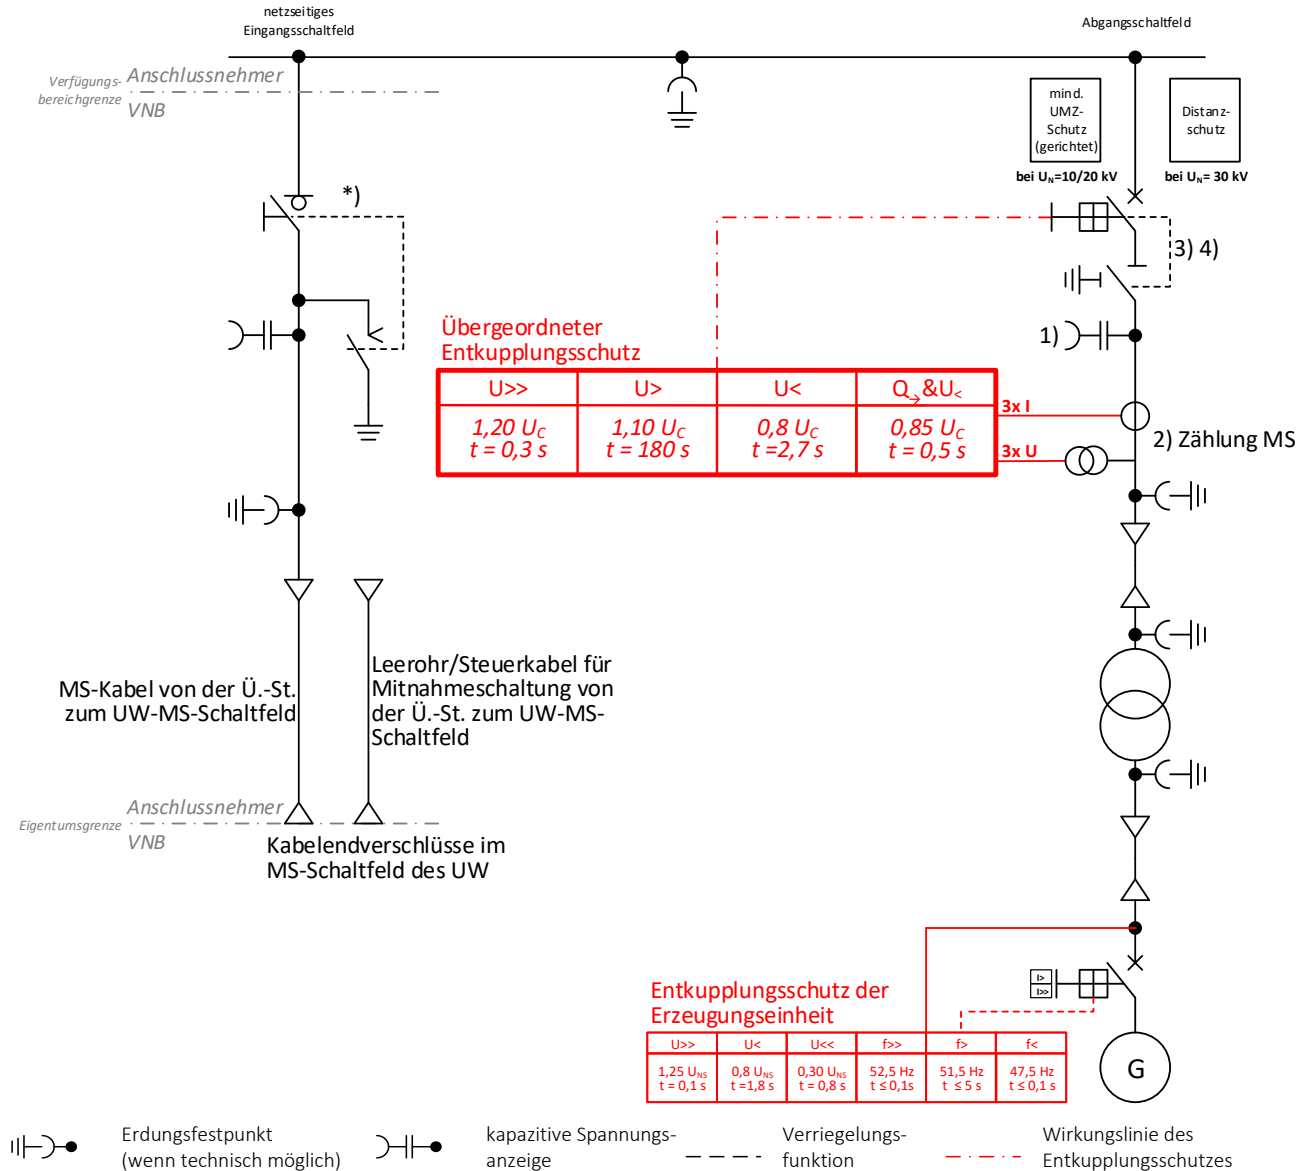 netzseitiges
Eingangsschaltfeld
Abgangsschaltfeld
Verfügungs-
bereichgrenze
Anschlussnehmer
VNB
mind.
UMZ-
Schutz
(gerichtet)
Distanz-
schutz
bei U_N=10/20 kV
bei U_N= 30 kV
*)
3) 4)
1)
Übergeordneter
Entkupplungsschutz
U>> U> U< Q→&U<
1,20 U_C 1,10 U_C 0,8 U_C 0,85 U_C
t = 0,3 s t = 180 s t =2,7 s t = 0,5 s
3x I
3x U
2) Zählung MS
MS-Kabel von der Ü.-St.
zum UW-MS-Schaltfeld
Leerohr/Steuerkabel für
Mitnahmeschaltung von
der Ü.-St. zum UW-MS-
Schaltfeld
Eigentumsgrenze
Anschlussnehmer
VNB
Kabelendverschlüsse im
MS-Schaltfeld des UW
I>
I>>
Entkupplungsschutz der
Erzeugungseinheit
U>> U< U<< f>> f> f<
1,25 U_NS 0,8 U_NS 0,30 U_NS 52,5 Hz 51,5 Hz 47,5 Hz
t = 0,1 s t =1,8 s t = 0,8 s t ≤ 0,1s t ≤ 5 s t ≤ 0,1 s
G
Erdungsfestpunkt
(wenn technisch möglich)
kapazitive Spannungs-
anzeige
Verriegelungs-
funktion
Wirkungslinie des
Entkupplungsschutzes